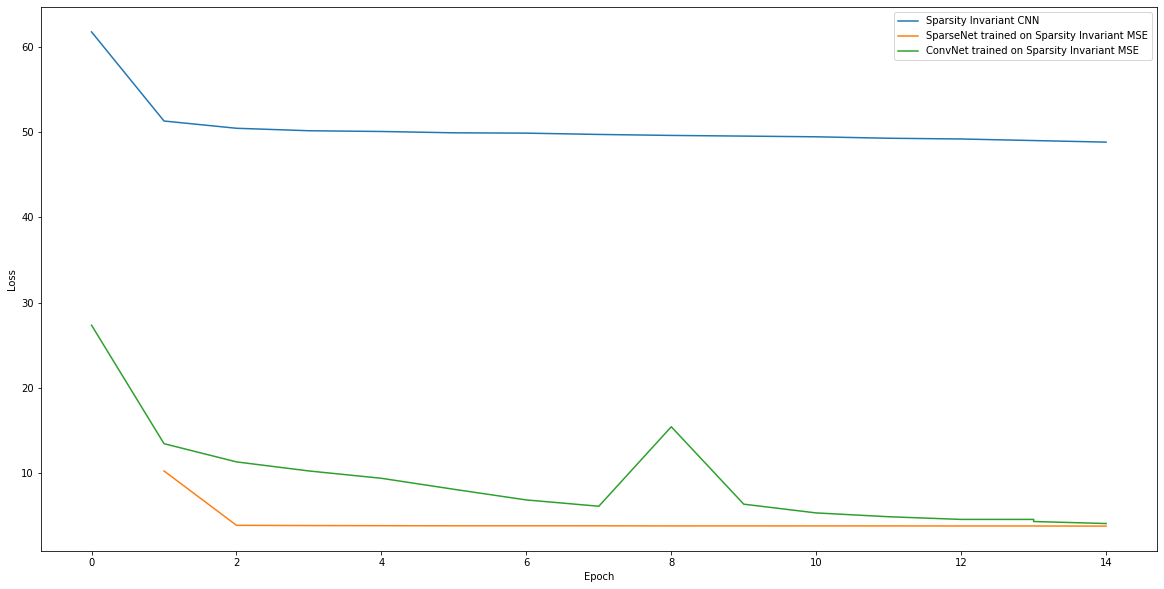 Sparsity Invariant CNN
SparseNet trained on Sparsity Invariant MSE
ConvNet trained on Sparsity Invariant MSE
60
50
40
30
20
10
Loss
0 2 4 6 8 10 12 14
Epoch